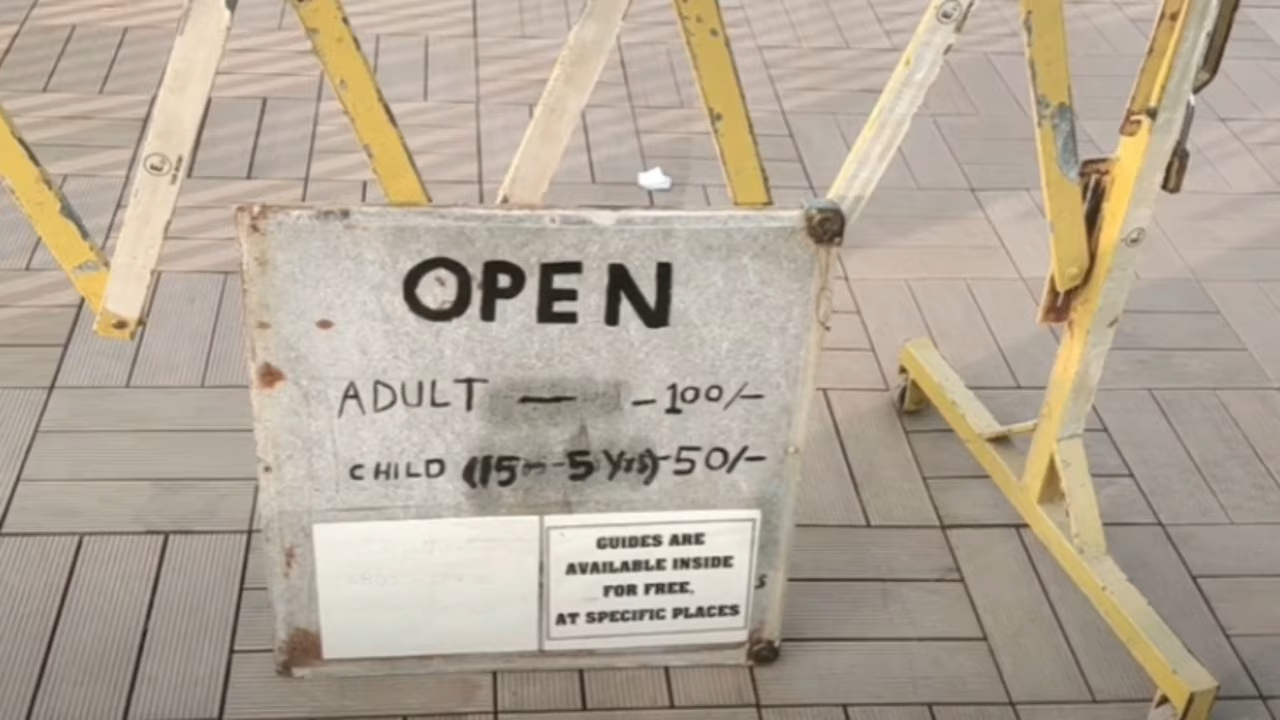 OPEN
ADULT — - 100/-
CHILD (15 - 5 Yrs) - 50/-
GUIDES ARE
AVAILABLE INSIDE
FOR FREE,
AT SPECIFIC PLACES